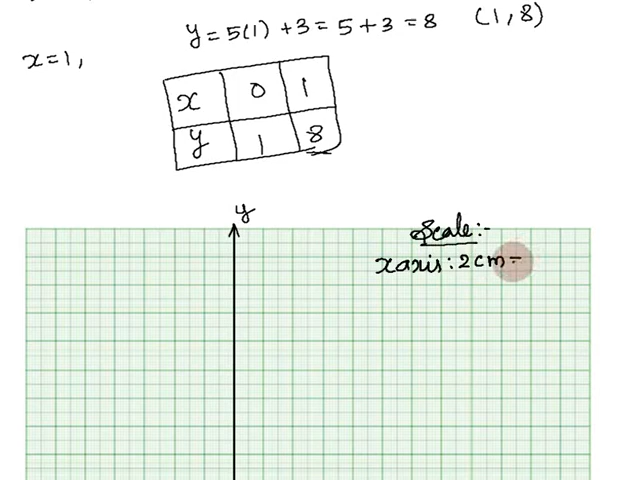 y = 5(1) + 3 = 5 + 3 = 8 (1, 8)
x = 1,
x 0 1
y 1 8
y
Scale:-
x axis: 2 cm =